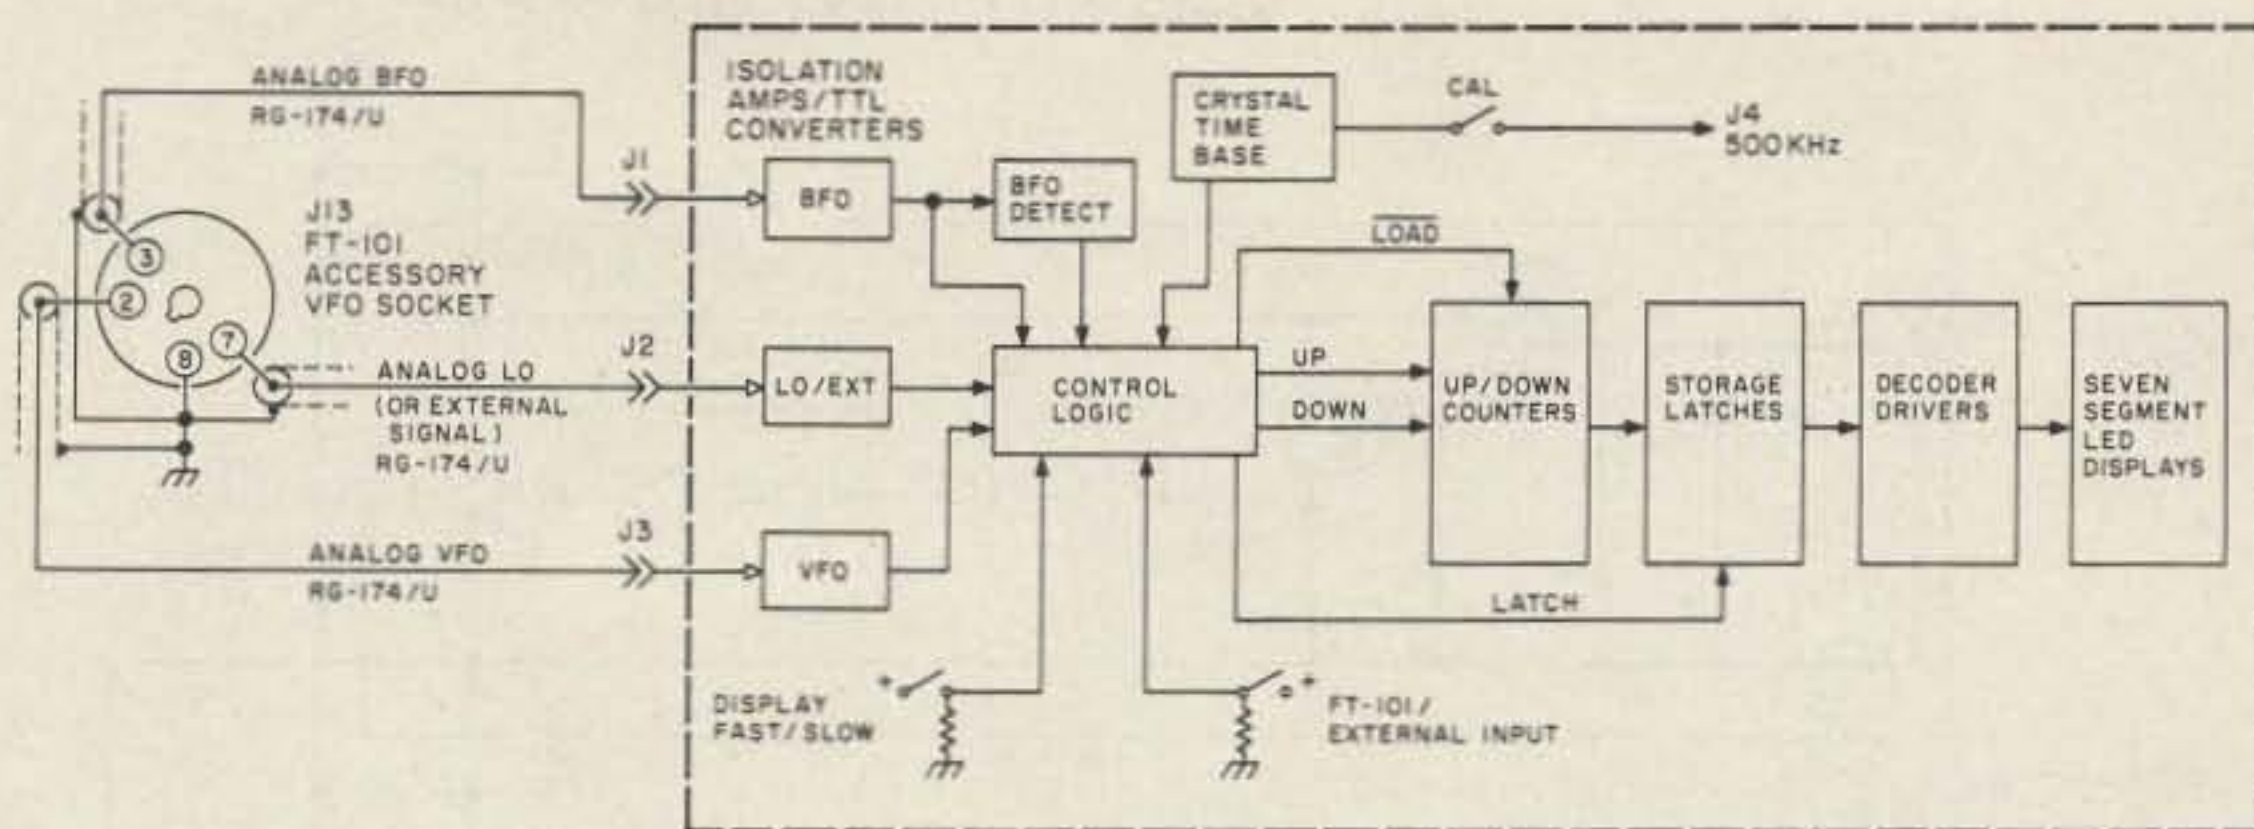 ANALOG BFO
RG-174/U
J13
FT-101
ACCESSORY
VFO SOCKET
3
2
7
8
ANALOG LO
(OR EXTERNAL
SIGNAL)
RG-174/U
ANALOG VFO
RG-174/U
J1
J2
J3
ISOLATION
AMPS/TTL
CONVERTERS
BFO
BFO
DETECT
CRYSTAL
TIME
BASE
CAL
J4
500KHz
LOAD
LO/EXT
CONTROL
LOGIC
UP
DOWN
UP/DOWN
COUNTERS
STORAGE
LATCHES
DECODER
DRIVERS
SEVEN
SEGMENT
LED
DISPLAYS
VFO
LATCH
DISPLAY
FAST/SLOW
+
+
FT-101/
EXTERNAL INPUT